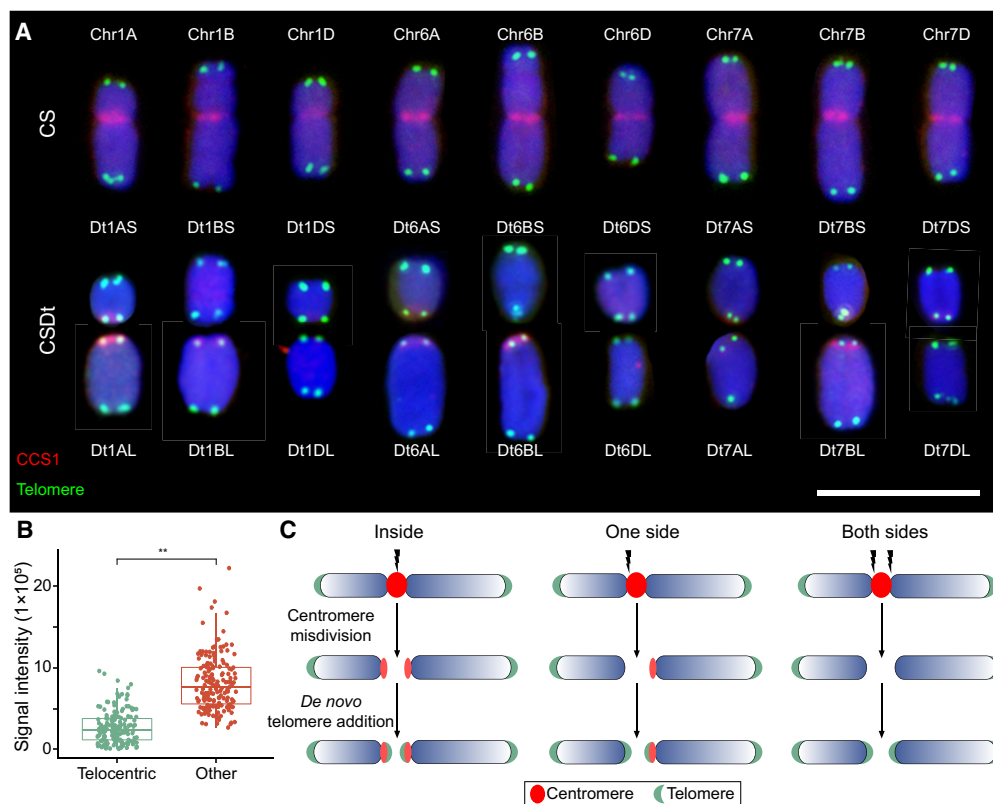 A
Chr1A Chr1B Chr1D Chr6A Chr6B Chr6D Chr7A Chr7B Chr7D
CS
Dt1AS Dt1BS Dt1DS Dt6AS Dt6BS Dt6DS Dt7AS Dt7BS Dt7DS
CSDt
Dt1AL Dt1BL Dt1DL Dt6AL Dt6BL Dt6DL Dt7AL Dt7BL Dt7DL
CCS1
Telomere
B
**
Signal intensity (1×10⁵)
20
10
0
Telocentric Other
C
Inside One side Both sides
Centromere
misdivision
De novo
telomere addition
Centromere Telomere